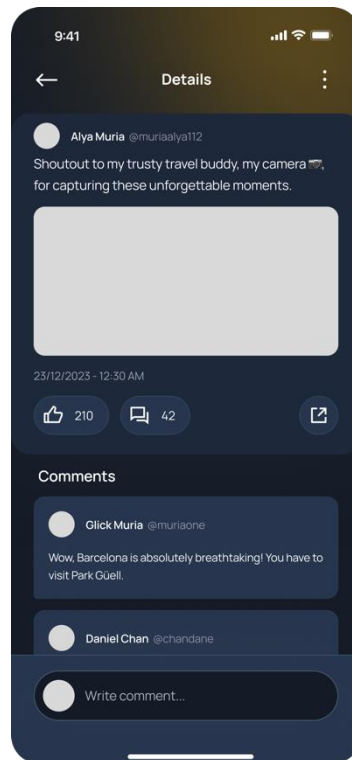 9:41
Details
Alya Muria @muriaalya112
Shoutout to my trusty travel buddy, my camera 📷,
for capturing these unforgettable moments.
23/12/2023 - 12:30 AM
210 42
Comments
Glick Muria @muriaone
Wow, Barcelona is absolutely breathtaking! You have to
visit Park Güell.
Daniel Chan @chandane
Write comment...